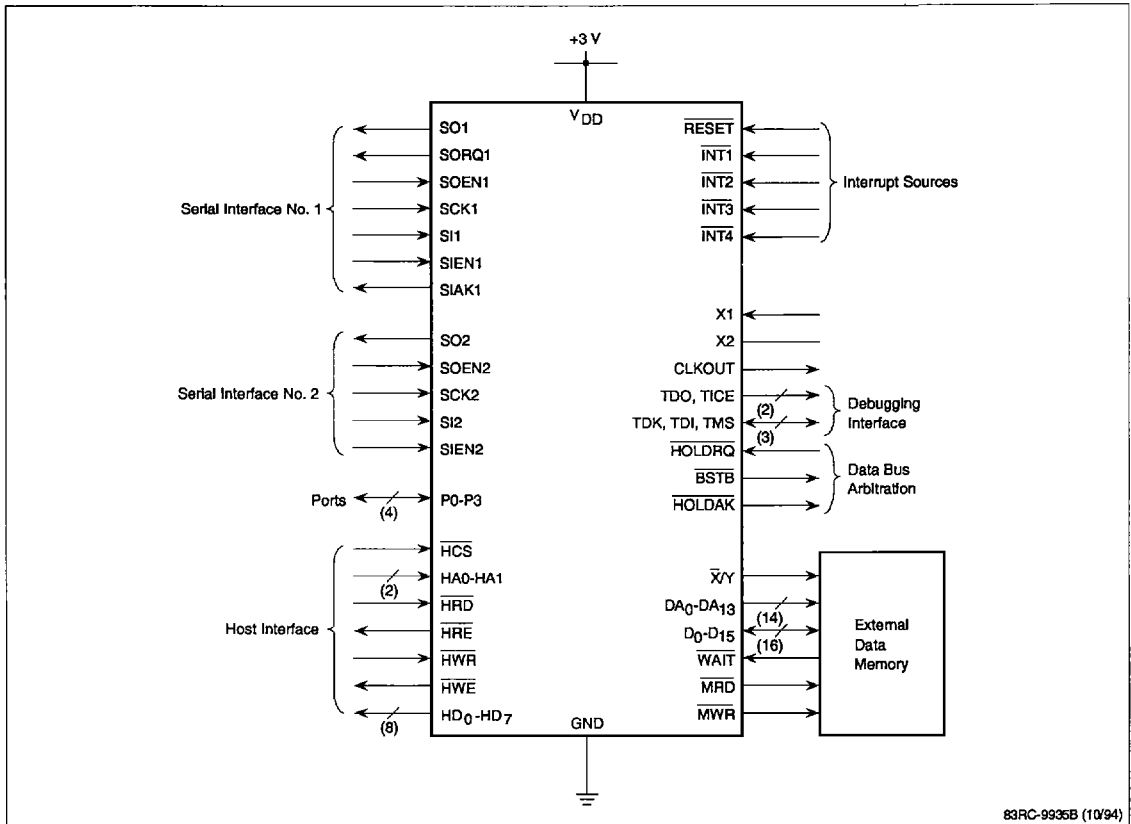 +3 V
VDD
Serial Interface No. 1
SO1
SORQ1
SOEN1
SCK1
SI1
SIEN1
SIAK1
Serial Interface No. 2
SO2
SOEN2
SCK2
SI2
SIEN2
Ports
(4)
P0-P3
Host Interface
HCS
(2)
HA0-HA1
HRD
HRE
HWR
HWE
(8)
HD0-HD7
GND
RESET
INT1
INT2
INT3
INT4
Interrupt Sources
X1
X2
CLKOUT
TDO, TICE
(2)
TDK, TDI, TMS
(3)
Debugging
Interface
HOLDRQ
BSTB
HOLDAK
Data Bus
Arbitration
X/Y
DA0-DA13
(14)
D0-D15
(16)
WAIT
MRD
MWR
External
Data
Memory
83RC-9935B (10/94)